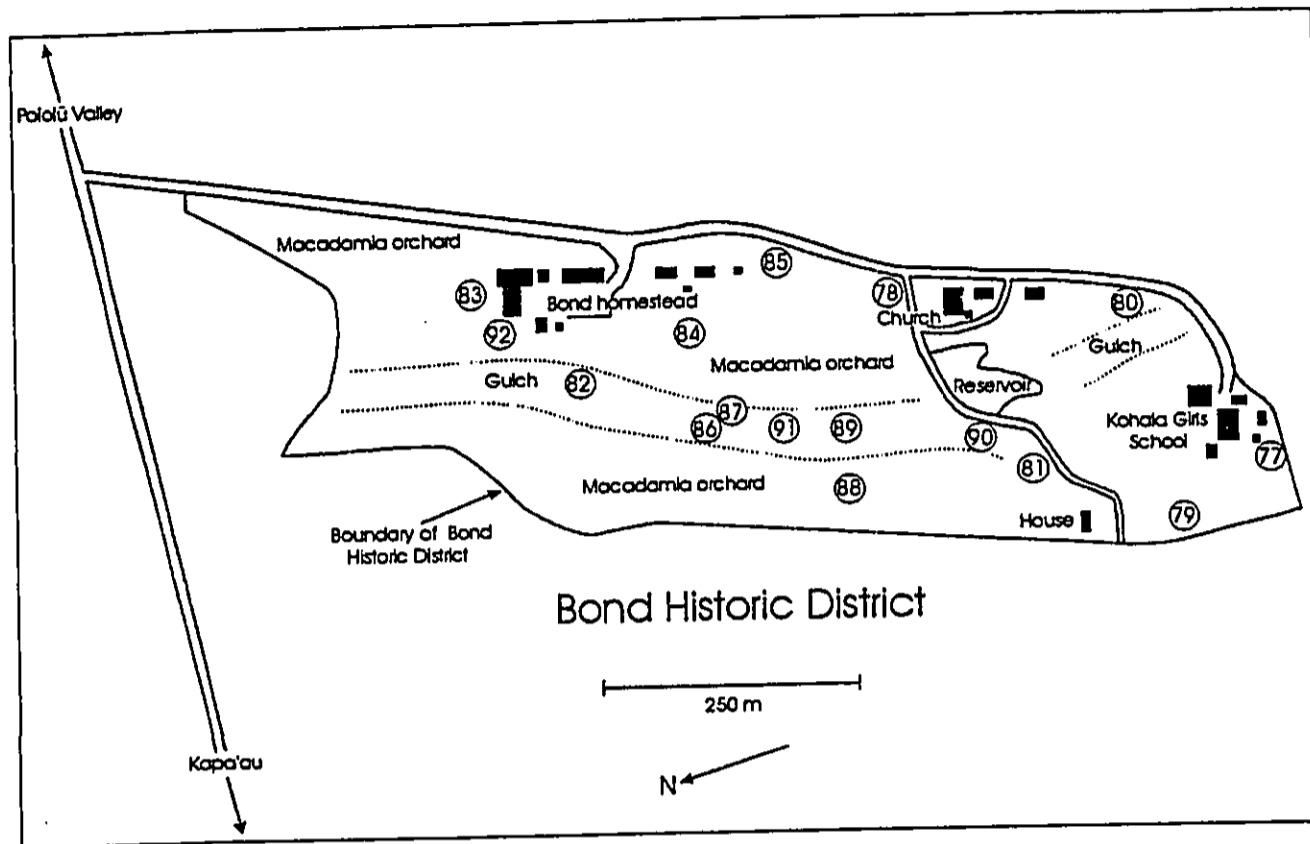 Pololū Valley
Macadamia orchard
85
83
78
80
Bond homestead
Church
92
84
Gulch
Macadamia orchard
Gulch
82
Reservoir
87
86
91
89
90
Kohala Girls
School
77
81
Macadamia orchard
88
79
House
Boundary of Bond
Historic District
Bond Historic District
250 m
N
Kapa'au